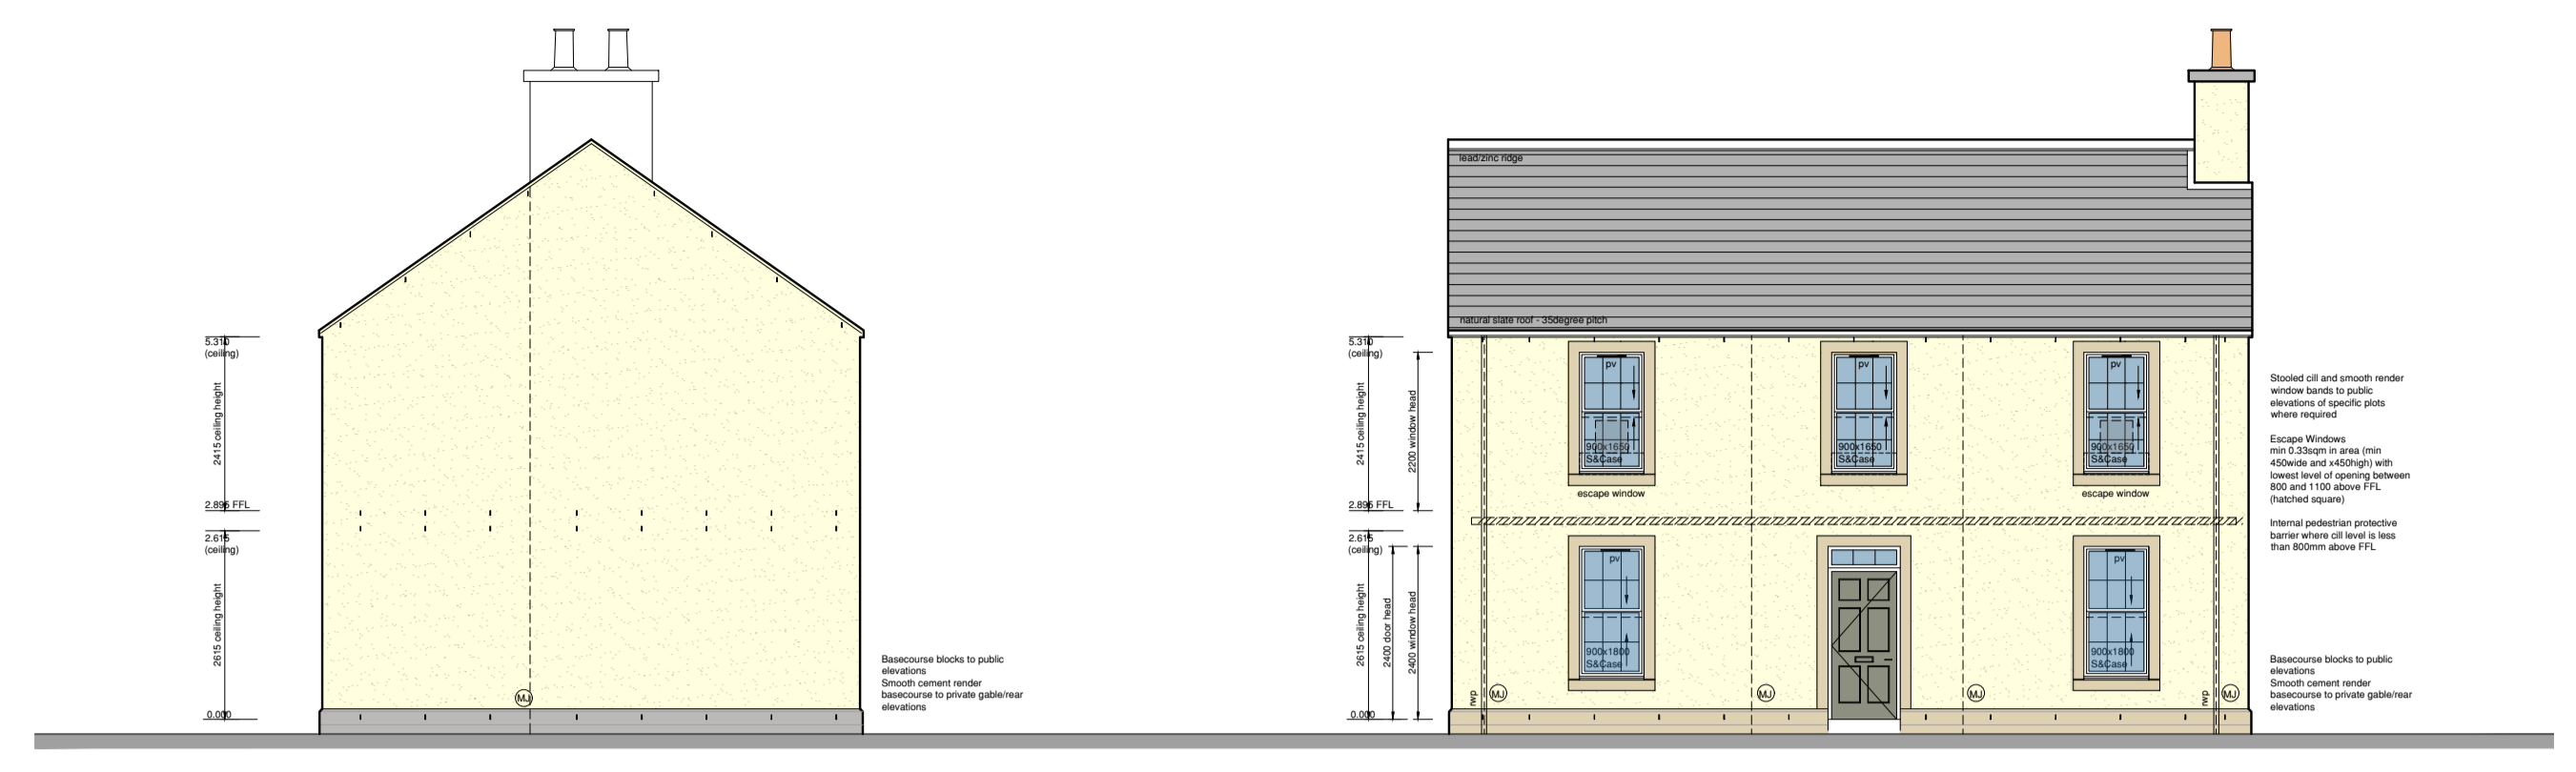 5.310
(ceiling)
2415 ceiling height
2.895 FFL
2.615
(ceiling)
2615 ceiling height
0.000
MJ
Basecourse blocks to public
elevations
Smooth cement render
basecourse to private gable/rear
elevations
lead/zinc ridge
natural slate roof - 35degree pitch
5.310
(ceiling)
2415 ceiling height
2200 window head
2.895 FFL
2.615
(ceiling)
2615 ceiling height
2400 door head
2400 window head
0.000
pv
900x1650
S&Case
escape window
pv
900x1650
S&Case
pv
900x1650
S&Case
escape window
pv
900x1800
S&Case
pv
900x1800
S&Case
rwp
MJ
MJ
MJ
rwp
MJ
Stooled cill and smooth render
window bands to public
elevations of specific plots
where required
Escape Windows
min 0.33sqm in area (min
450wide and x450high) with
lowest level of opening between
800 and 1100 above FFL
(hatched square)
Internal pedestrian protective
barrier where cill level is less
than 800mm above FFL
Basecourse blocks to public
elevations
Smooth cement render
basecourse to private gable/rear
elevations